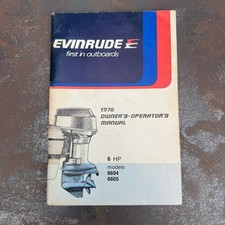 EVINRUDE E
first in outboards
1976
OWNER'S-OPERATOR'S
MANUAL
6 HP
models
6604
6605